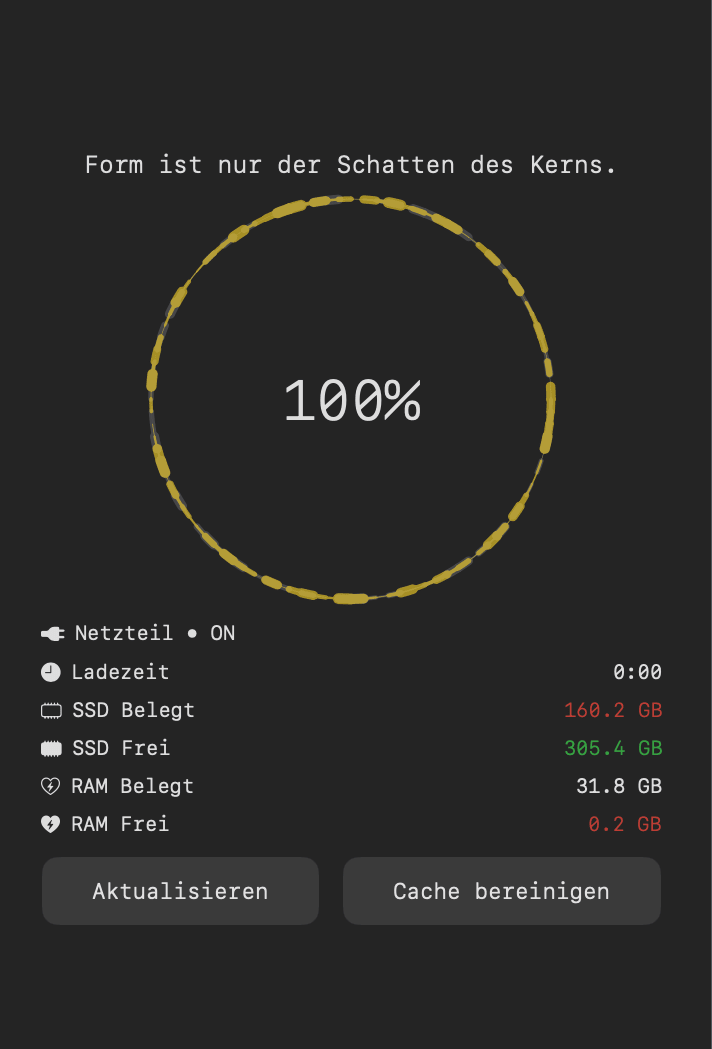 Form ist nur der Schatten des Kerns.
100%
Netzteil • ON
Ladezeit 0:00
SSD Belegt 160.2 GB
SSD Frei 305.4 GB
RAM Belegt 31.8 GB
RAM Frei 0.2 GB
Aktualisieren Cache bereinigen